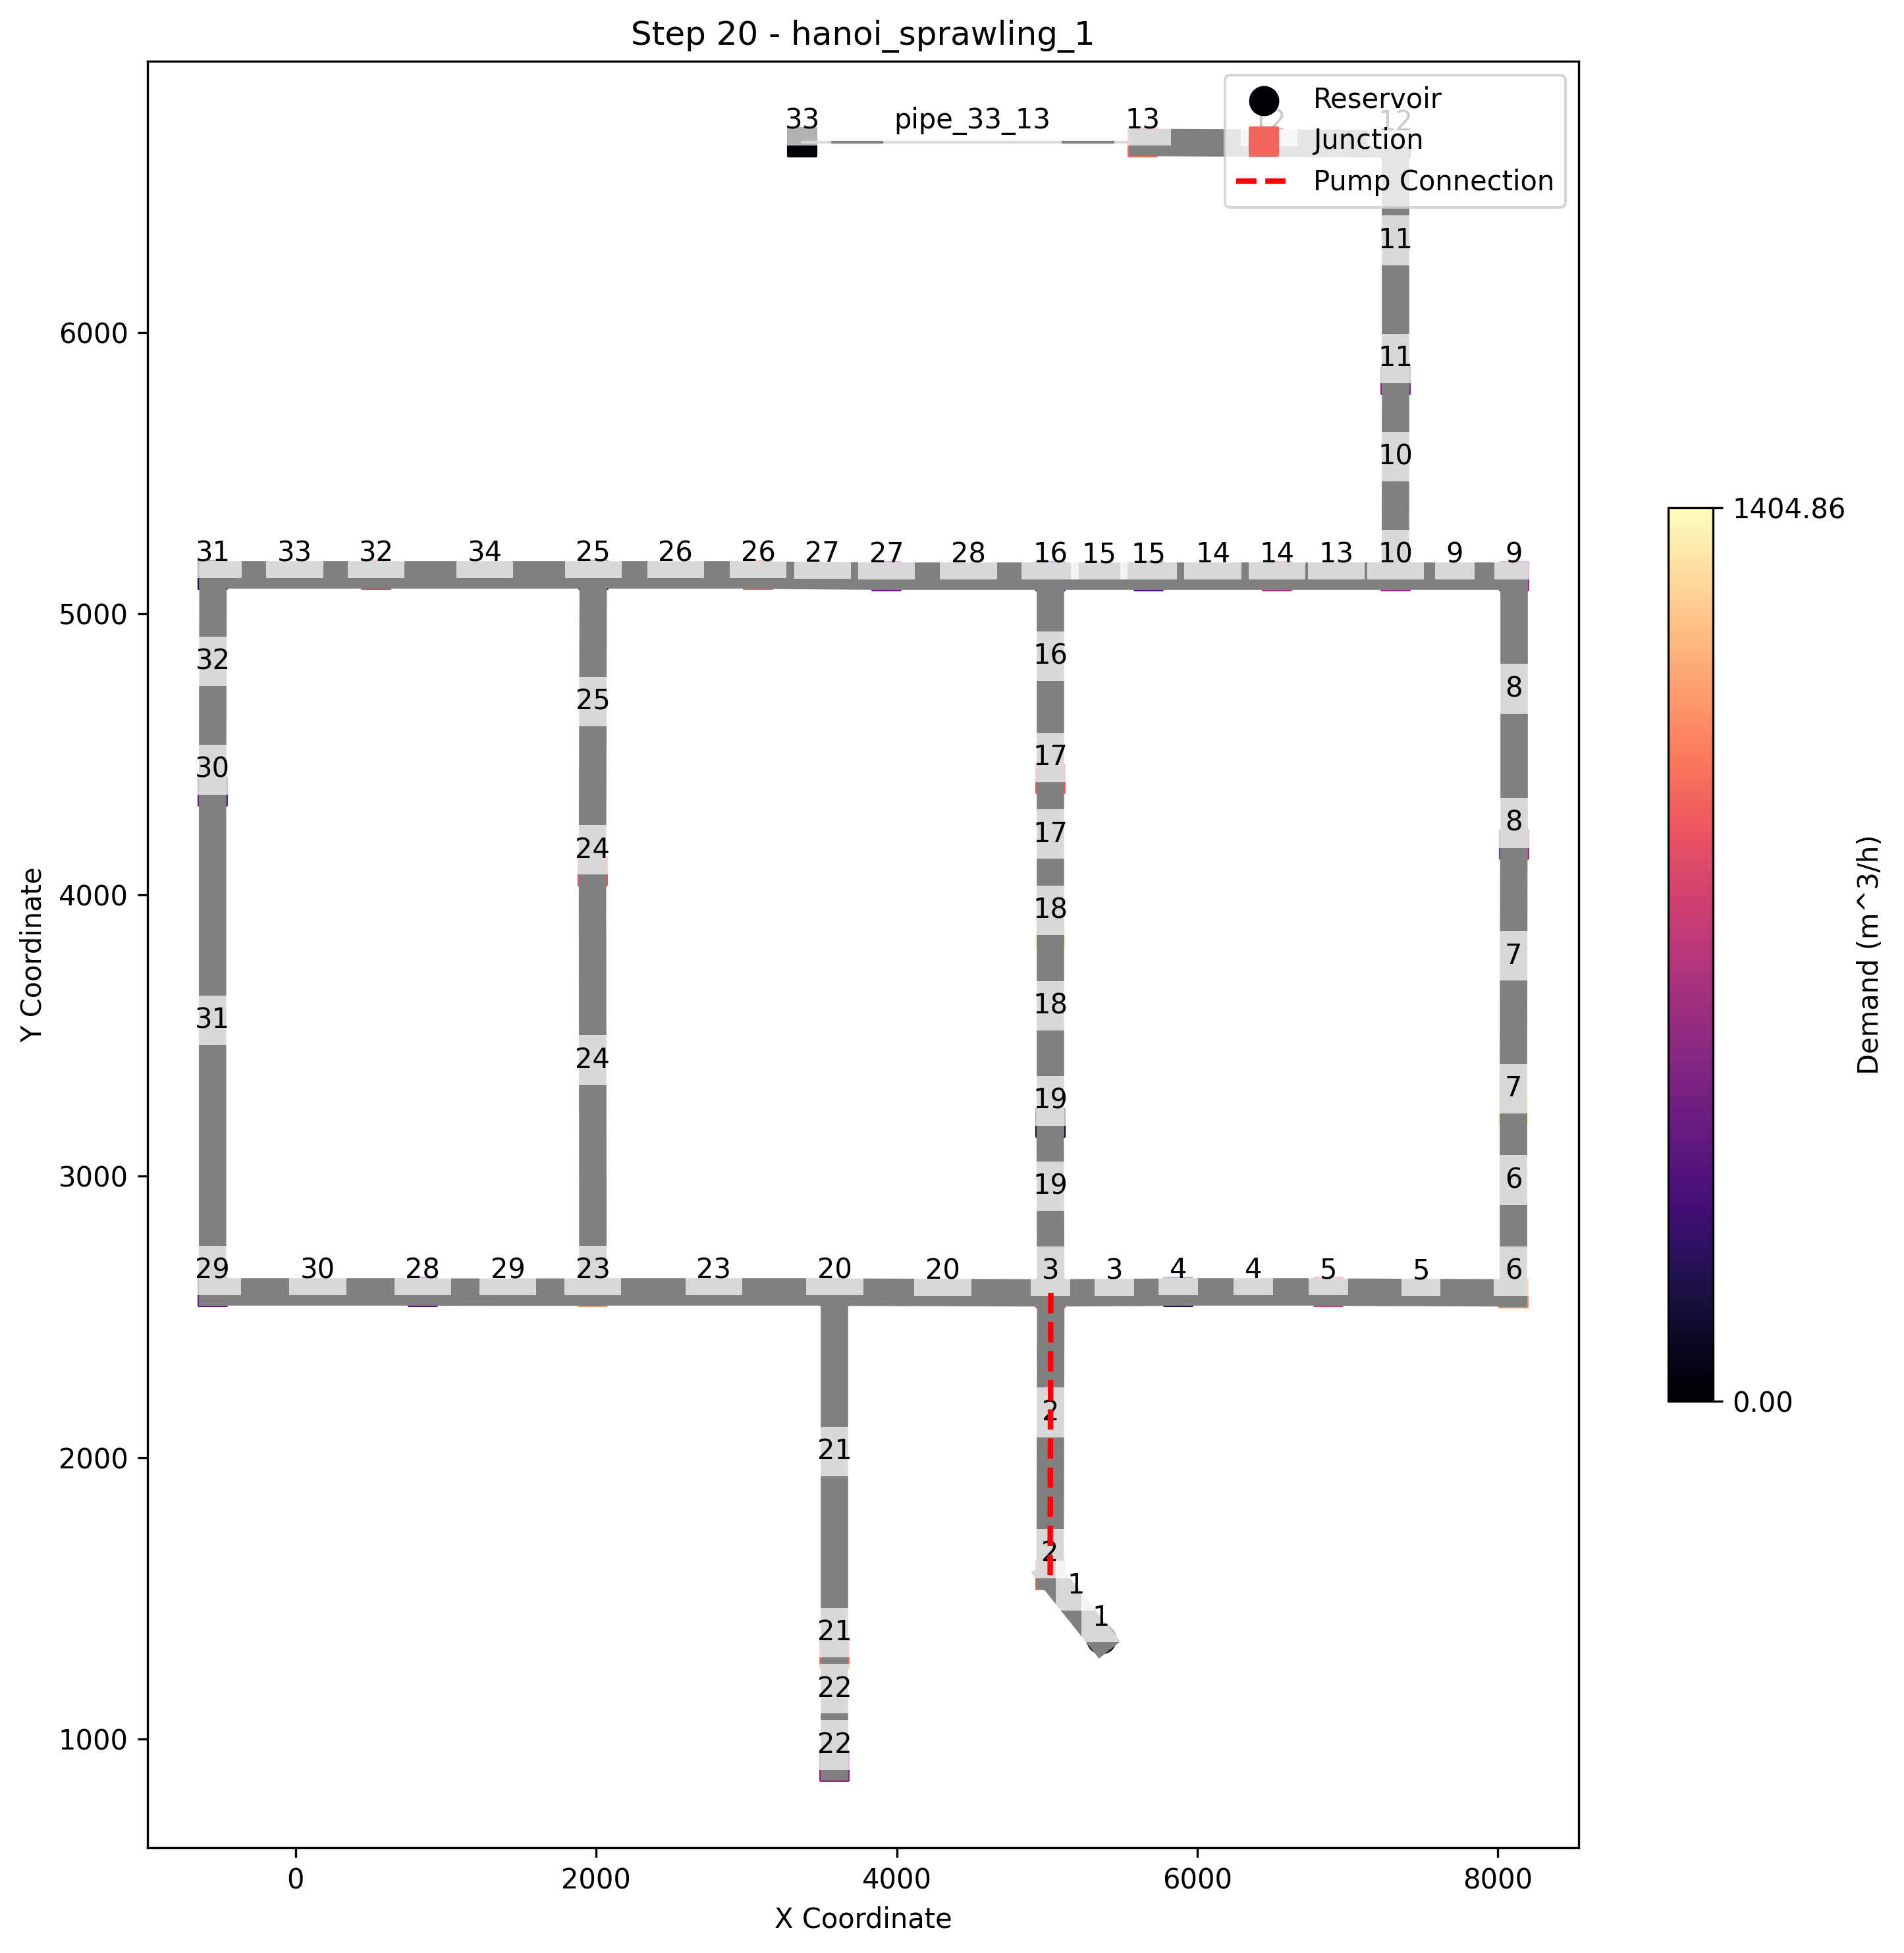 Step 20 - hanoi_sprawling_1
Reservoir
Junction
Pump Connection
33 pipe_33_13 13 12 
11
6000
11
10
31 33 32 34 25 26 26 27 27 28 16 15 15 14 14 13 10 9 9
5000
32 16
25 8
30 17
24 17 8
4000
18
7
31 18
24
19 7
3000
19 6
29 30 28 29 23 23 20 20 3 3 4 4 5 5 6
2
2000
21
2
1
21 1
22
1000
22
0 2000 4000 6000 8000
X Coordinate
Y Coordinate
1404.86
0.00
Demand (m^3/h)